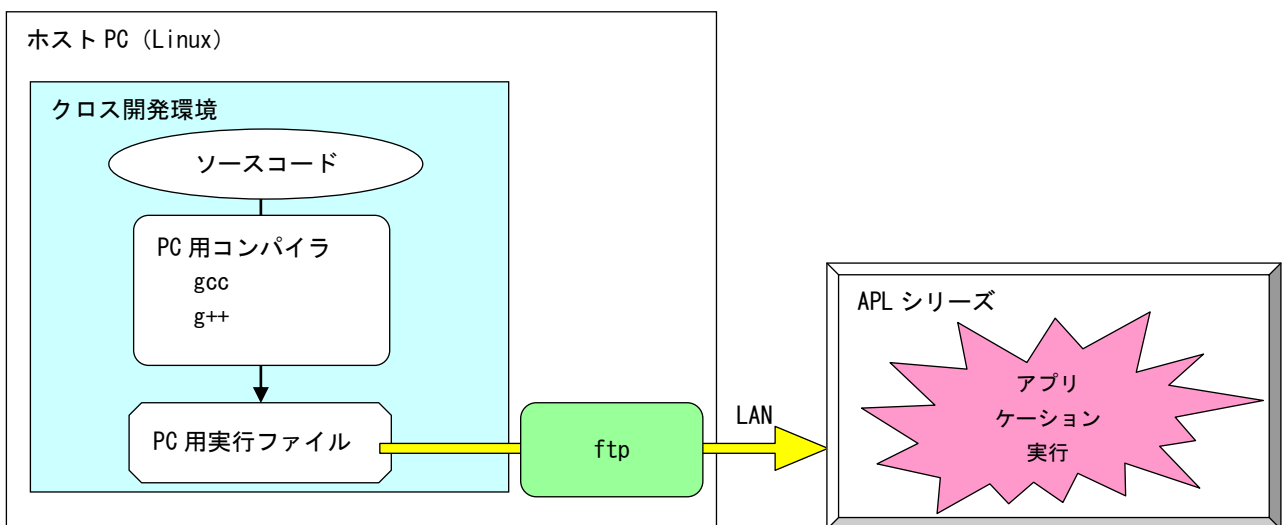 ホスト PC (Linux)
クロス開発環境
ソースコード
PC 用コンパイラ
gcc
g++
PC 用実行ファイル
ftp
LAN
APL シリーズ
アプリ
ケーション
実行